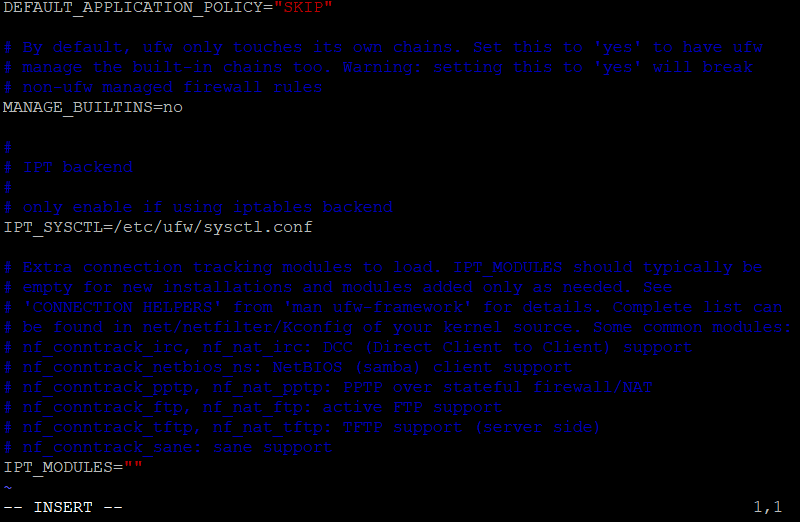 DEFAULT_APPLICATION_POLICY="SKIP"
# By default, ufw only touches its own chains. Set this to 'yes' to have ufw
# manage the built-in chains too. Warning: setting this to 'yes' will break
# non-ufw managed firewall rules
MANAGE_BUILTINS=no
#
# IPT backend
#
# only enable if using iptables backend
IPT_SYSCTL=/etc/ufw/sysctl.conf
# Extra connection tracking modules to load. IPT_MODULES should typically be
# empty for new installations and modules added only as needed. See
# 'CONNECTION HELPERS' from 'man ufw-framework' for details. Complete list can
# be found in net/netfilter/Kconfig of your kernel source. Some common modules:
# nf_conntrack_irc, nf_nat_irc: DCC (Direct Client to Client) support
# nf_conntrack_netbios_ns: NetBIOS (samba) client support
# nf_conntrack_pptp, nf_nat_pptp: PPTP over stateful firewall/NAT
# nf_conntrack_ftp, nf_nat_ftp: active FTP support
# nf_conntrack_tftp, nf_nat_tftp: TFTP support (server side)
# nf_conntrack_sane: sane support
IPT_MODULES=""
~
-- INSERT -- 1,1